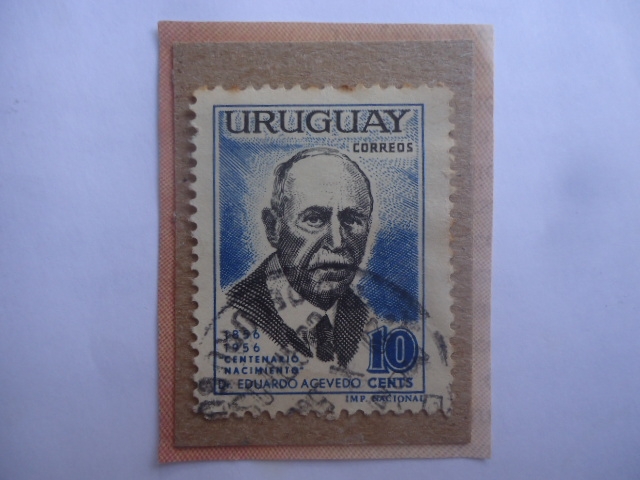 URUGUAY
CORREOS
1856
1956
CENTENARIO
NACIMIENTO
10
Dr. EDUARDO ACEVEDO CENTS
IMP. NACIONAL